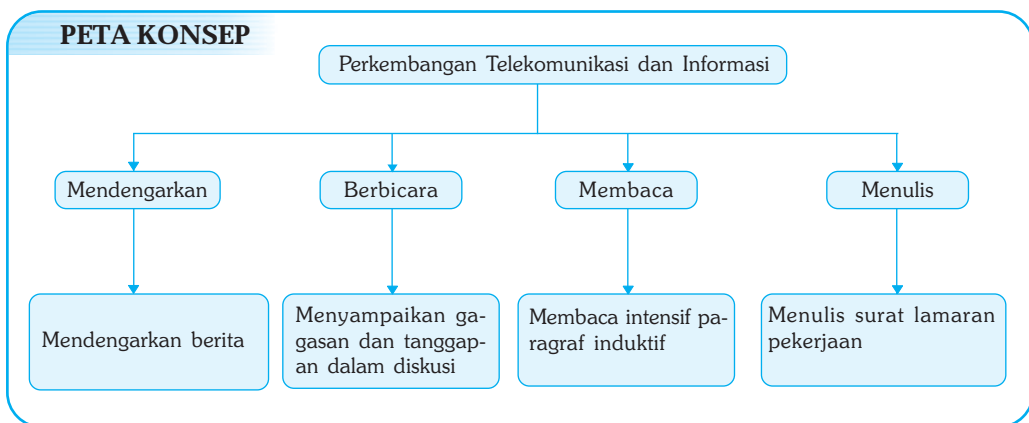 PETA KONSEP
Perkembangan Telekomunikasi dan Informasi
Mendengarkan
Berbicara
Membaca
Menulis
Mendengarkan berita
Menyampaikan ga-
gasan dan tanggap-
an dalam diskusi
Membaca intensif pa-
ragraf induktif
Menulis surat lamaran
pekerjaan